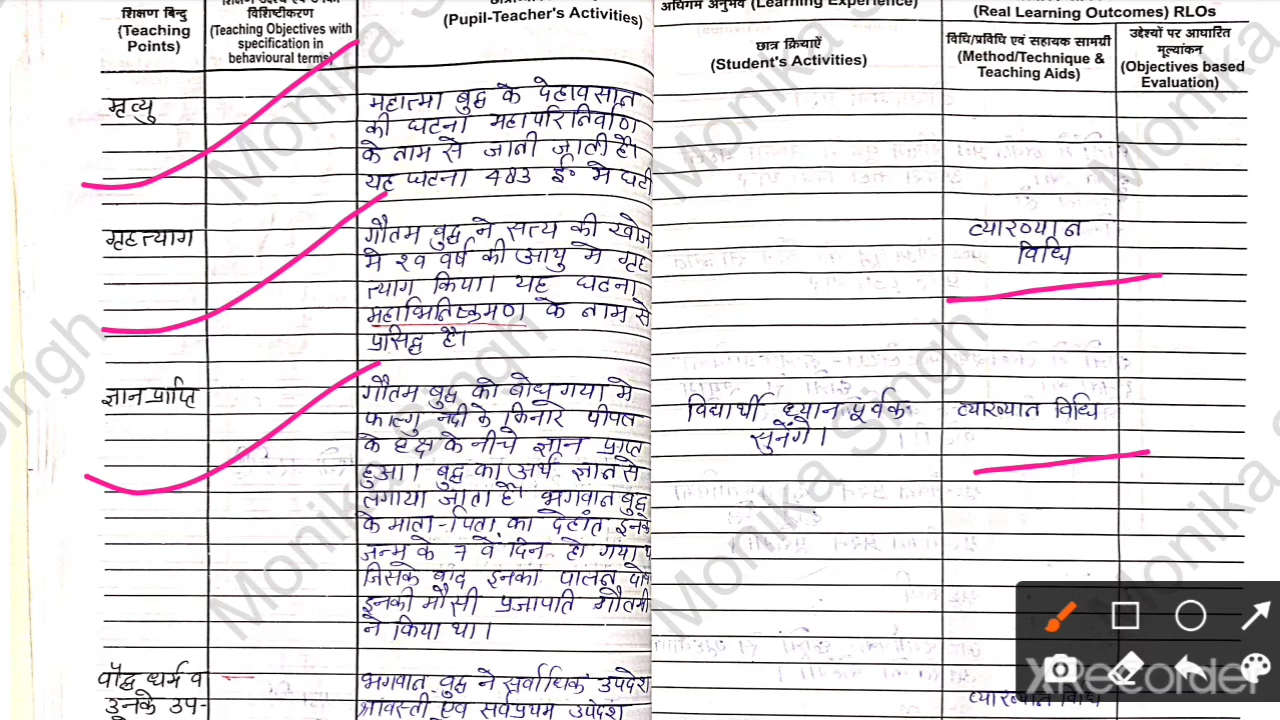 शिक्षण बिन्दु
(Teaching
Points)
विशिष्टीकरण
(Teaching Objectives with
specification in
behavioural terms)
(Pupil-Teacher's Activities)
अधिगम अनुभव (Learning Experience)
छात्र क्रियाऐं
(Student's Activities)
(Real Learning Outcomes) RLOs
विधि/प्रविधि एवं सहायक सामग्री
(Method/Technique &
Teaching Aids)
उद्देश्यों पर आधारित
मूल्यांकन
(Objectives based
Evaluation)
मृत्यु
महात्मा बुद्ध के देहावसान
की घटना महापरिनिर्वाण
के नाम से जानी जाती है।
यह घटना 483 ई० मे घटी
गृहत्याग
गौतम बुद्ध ने सत्य की खोज
मे २९ वर्ष की आयु मे गृह
त्याग किया। यह घटना
महाभिनिष्क्रमण के नाम से
प्रसिद्ध है।
व्याख्यान
विधि
ज्ञान प्राप्ति
गौतम बुद्ध को बोध गया मे
फाल्गु नदी के किनारे पीपल
के वृक्ष के नीचे ज्ञान प्राप्त
हुआ। बुद्ध का अर्थ ज्ञान से
लगाया जाता है। भगवान बुद्ध
के माता-पिता का देहांत इनके
जन्म के 7 वे दिन हो गया
जिसके बाद इनका पालन
इनकी मौसी प्रजापति गौतमी
ने किया था।
विद्यार्थी ध्यान पूर्वक
सुनेंगे।
व्याख्यान विधि
बौद्ध धर्म व
उनके उप-
भगवान बुद्ध ने सर्वाधिक उपदेश
श्रावस्ती एवं सर्वप्रथम उपदेश
व्याख्यान विधि
Monika Singh
XRecorder